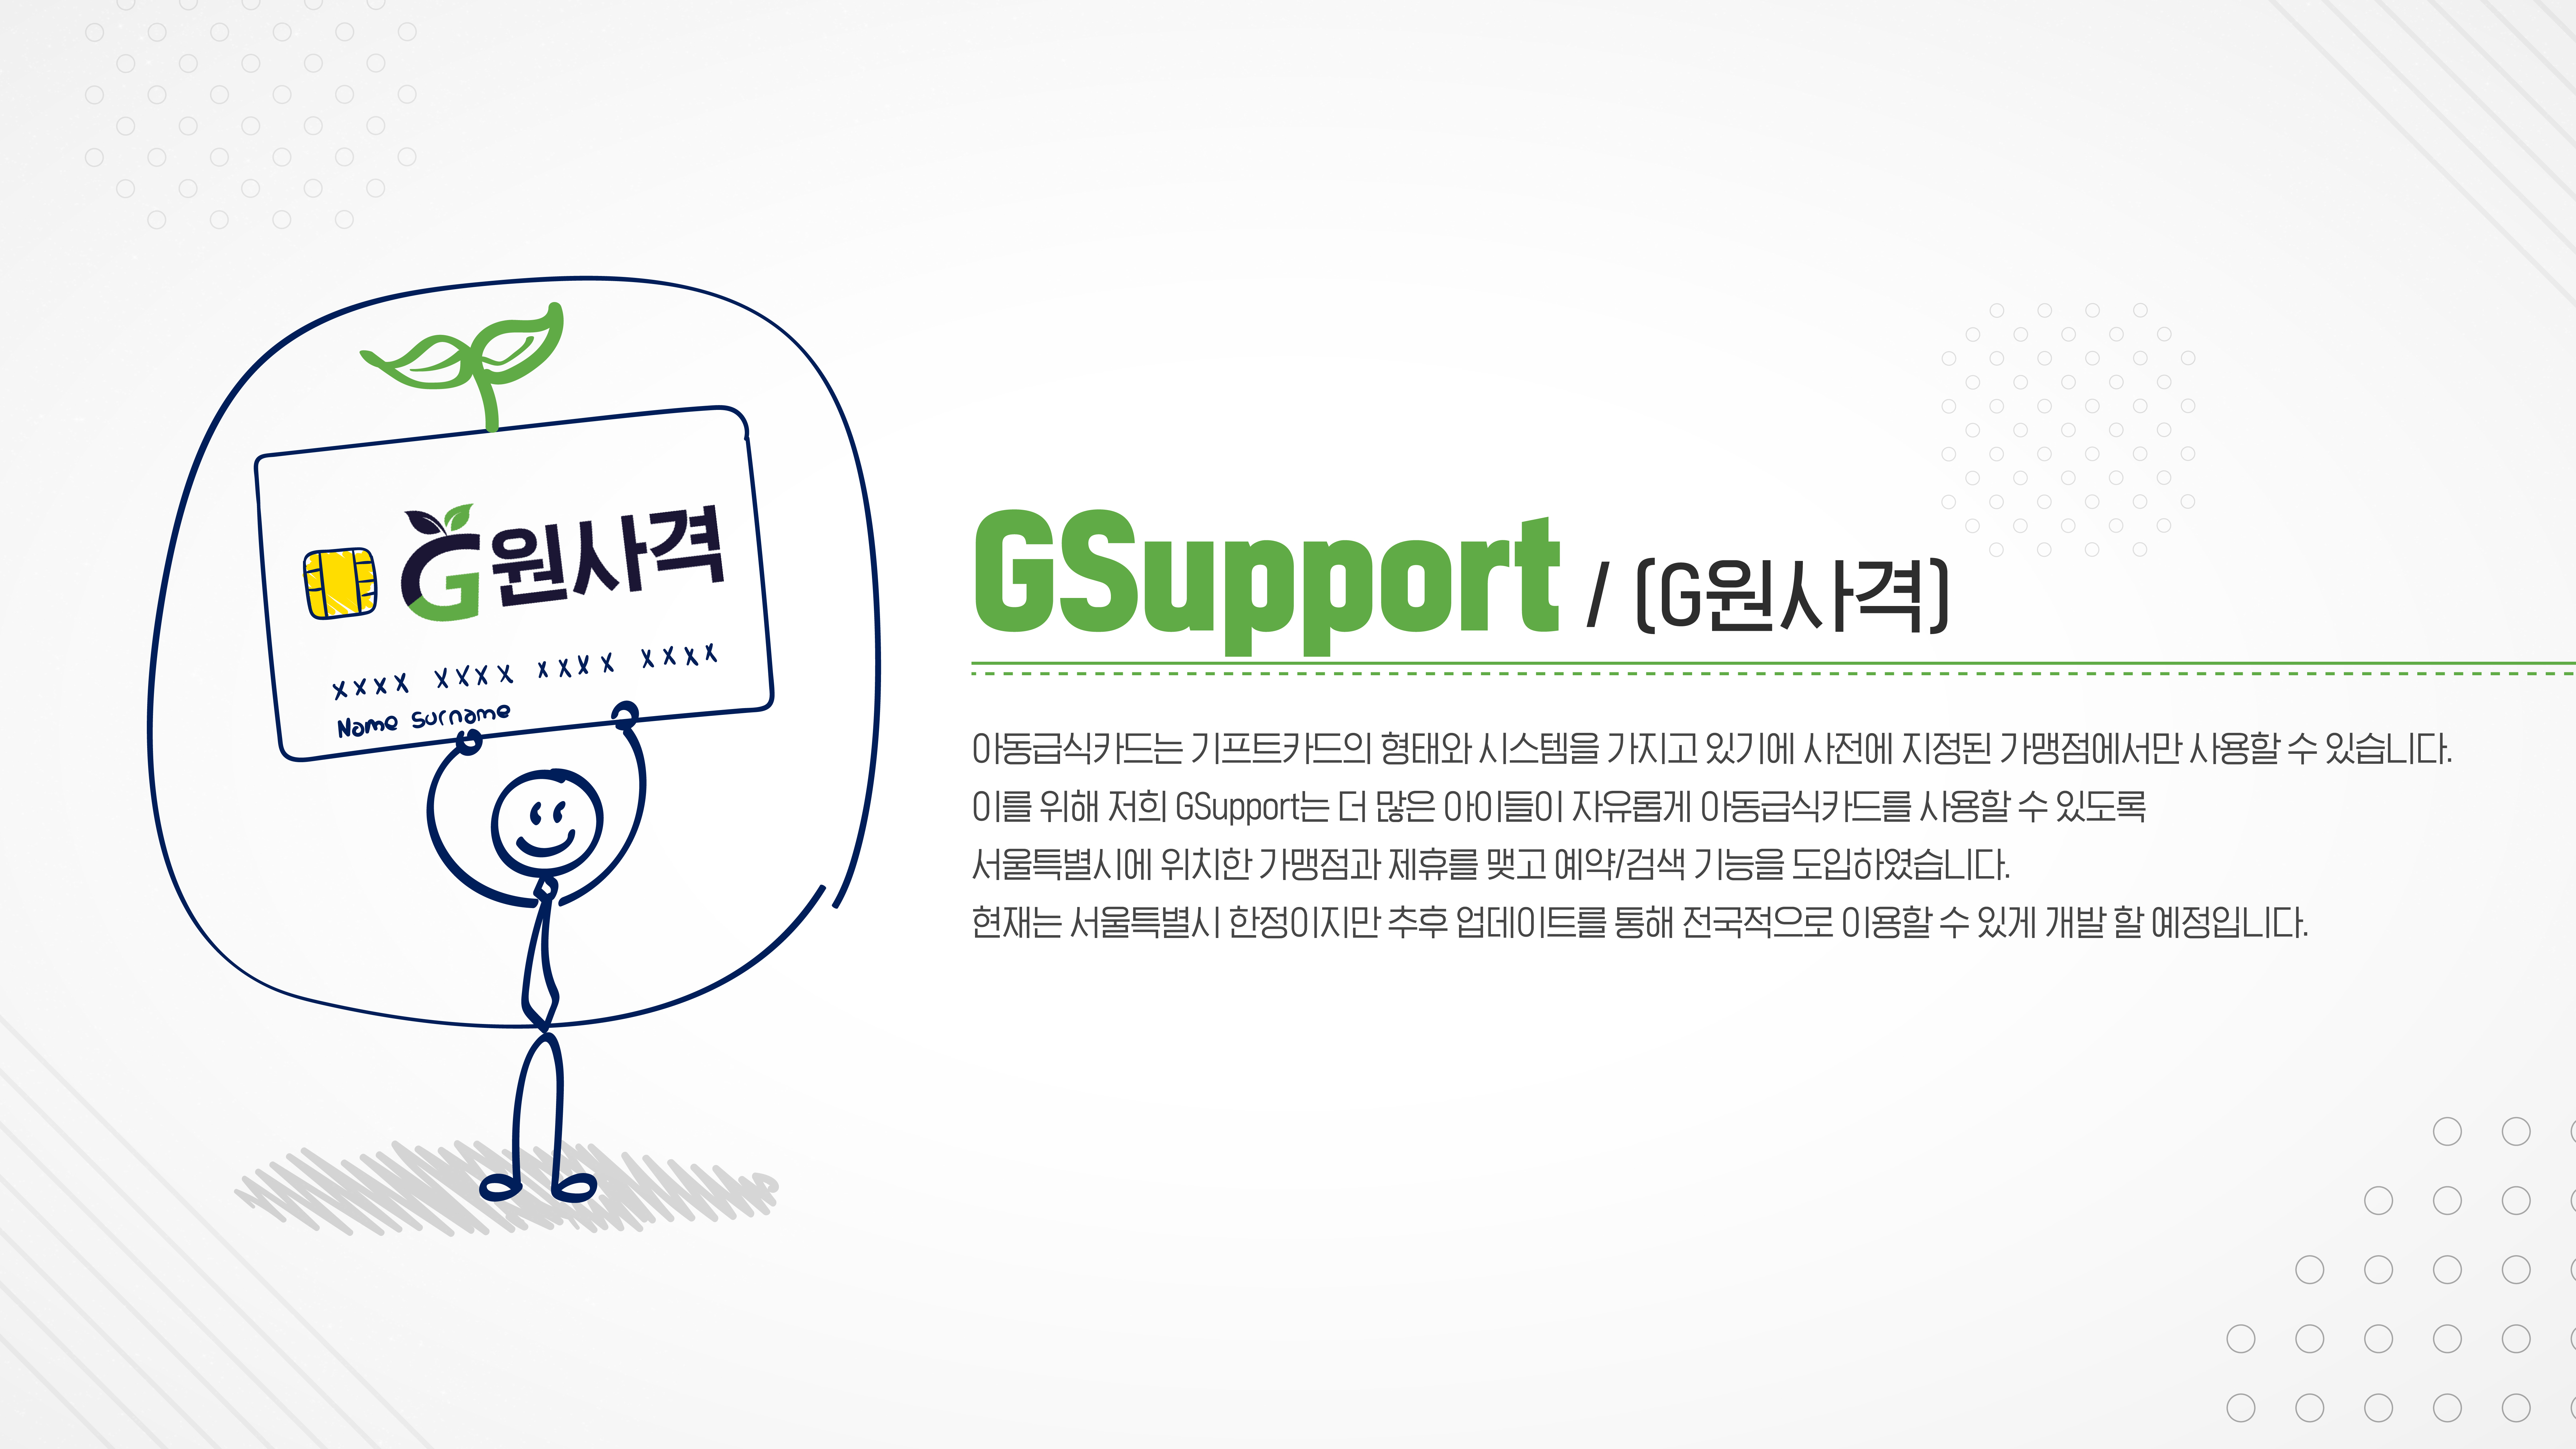 G원사격
xxxx xxxx xxxx xxxx
Name Surname
GSupport / (G원사격)
아동급식카드는 기프트카드의 형태와 시스템을 가지고 있기에 사전에 지정된 가맹점에서만 사용할 수 있습니다.
이를 위해 저희 GSupport는 더 많은 아이들이 자유롭게 아동급식카드를 사용할 수 있도록
서울특별시에 위치한 가맹점과 제휴를 맺고 예약/검색 기능을 도입하였습니다.
현재는 서울특별시 한정이지만 추후 업데이트를 통해 전국적으로 이용할 수 있게 개발 할 예정입니다.